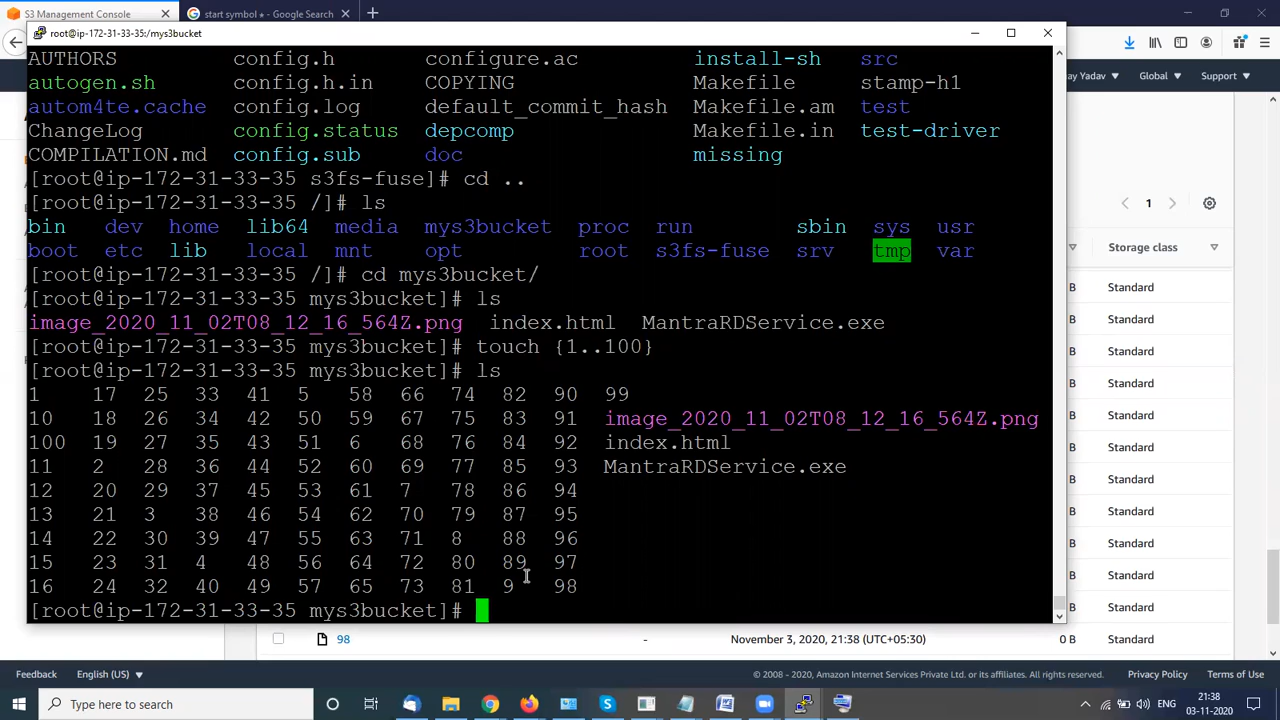 S3 Management Console
start symbol ★ - Google Search
root@ip-172-31-33-35:/mys3bucket
ay Yadav
Global
Support
AUTHORS config.h configure.ac install-sh src
autogen.sh config.h.in COPYING Makefile stamp-h1
autom4te.cache config.log default_commit_hash Makefile.am test
ChangeLog config.status depcomp Makefile.in test-driver
COMPILATION.md config.sub doc missing
[root@ip-172-31-33-35 s3fs-fuse]# cd ..
[root@ip-172-31-33-35 /]# ls
bin dev home lib64 media mys3bucket proc run sbin sys usr
boot etc lib local mnt opt root s3fs-fuse srv tmp var
[root@ip-172-31-33-35 /]# cd mys3bucket/
[root@ip-172-31-33-35 mys3bucket]# ls
image_2020_11_02T08_12_16_564Z.png index.html MantraRDService.exe
[root@ip-172-31-33-35 mys3bucket]# touch {1..100}
[root@ip-172-31-33-35 mys3bucket]# ls
1 17 25 33 41 5 58 66 74 82 90 99
10 18 26 34 42 50 59 67 75 83 91 image_2020_11_02T08_12_16_564Z.png
100 19 27 35 43 51 6 68 76 84 92 index.html
11 2 28 36 44 52 60 69 77 85 93 MantraRDService.exe
12 20 29 37 45 53 61 7 78 86 94
13 21 3 38 46 54 62 70 79 87 95
14 22 30 39 47 55 63 71 8 88 96
15 23 31 4 48 56 64 72 80 89 97
16 24 32 40 49 57 65 73 81 9 98
[root@ip-172-31-33-35 mys3bucket]#
1
Storage class
B Standard
B Standard
B Standard
B Standard
B Standard
B Standard
B Standard
B Standard
B Standard
B Standard
B Standard
98 - November 3, 2020, 21:38 (UTC+05:30) 0 B Standard
Feedback English (US) © 2008 - 2020, Amazon Internet Services Private Ltd. or its affiliates. All rights reserved. Privacy Policy Terms of Use
Type here to search
ENG
21:38
03-11-2020